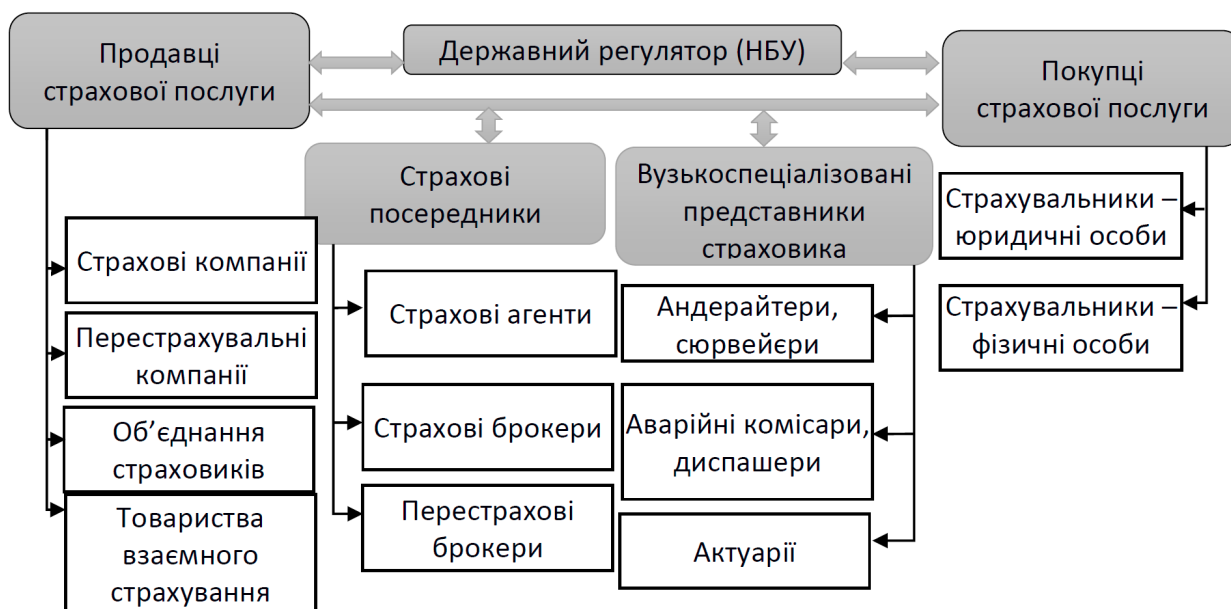 Продавці
страхової послуги
Державний регулятор (НБУ)
Покупці
страхової послуги
Страхові
посередники
Вузькоспеціалізовані
представники
страховика
Страхові компанії
Перестрахувальні
компанії
Об’єднання
страховиків
Товариства
взаємного
страхування
Страхові агенти
Страхові брокери
Перестрахові
брокери
Андерайтери,
сюрвейєри
Аварійні комісари,
диспашери
Актуарії
Страхувальники –
юридичні особи
Страхувальники –
фізичні особи